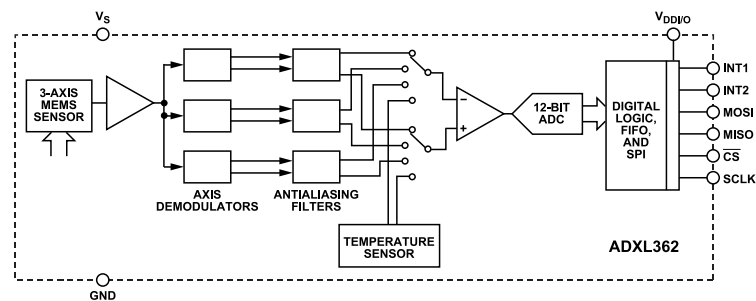 VS
VDDI/O
3-AXIS
MEMS
SENSOR
AXIS
DEMODULATORS
ANTIALIASING
FILTERS
TEMPERATURE
SENSOR
−
+
12-BIT
ADC
DIGITAL
LOGIC,
FIFO,
AND
SPI
INT1
INT2
MOSI
MISO
CS
SCLK
ADXL362
GND